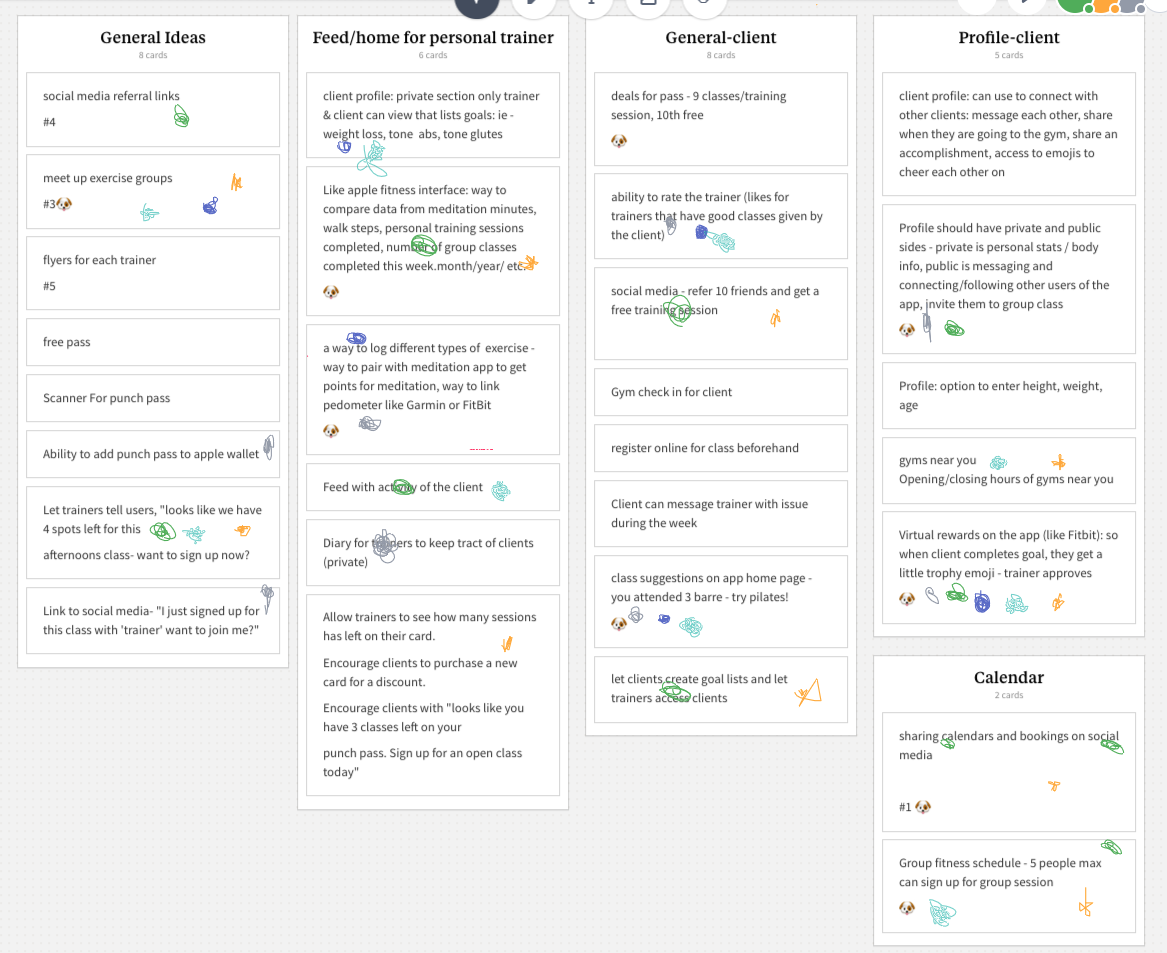 General Ideas
8 cards
social media referral links
#4
meet up exercise groups
#3
flyers for each trainer
#5
free pass
Scanner For punch pass
Ability to add punch pass to apple wallet
Let trainers tell users, "looks like we have
4 spots left for this
afternoons class- want to sign up now?
Link to social media- "I just signed up for
this class with 'trainer' want to join me?"
Feed/home for personal trainer
6 cards
client profile: private section only trainer
& client can view that lists goals: ie -
weight loss, tone abs, tone glutes
Like apple fitness interface: way to
compare data from meditation minutes,
walk steps, personal training sessions
completed, number of group classes
completed this week.month/year/ etc.
a way to log different types of exercise -
way to pair with meditation app to get
points for meditation, way to link
pedometer like Garmin or FitBit
Feed with activity of the client
Diary for trainers to keep tract of clients
(private)
Allow trainers to see how many sessions
has left on their card.
Encourage clients to purchase a new
card for a discount.
Encourage clients with "looks like you
have 3 classes left on your
punch pass. Sign up for an open class
today"
General-client
8 cards
deals for pass - 9 classes/training
session, 10th free
ability to rate the trainer (likes for
trainers that have good classes given by
the client)
social media - refer 10 friends and get a
free training session
Gym check in for client
register online for class beforehand
Client can message trainer with issue
during the week
class suggestions on app home page -
you attended 3 barre - try pilates!
let clients create goal lists and let
trainers access clients
Profile-client
5 cards
client profile: can use to connect with
other clients: message each other, share
when they are going to the gym, share an
accomplishment, access to emojis to
cheer each other on
Profile should have private and public
sides - private is personal stats / body
info, public is messaging and
connecting/following other users of the
app, invite them to group class
Profile: option to enter height, weight,
age
gyms near you
Opening/closing hours of gyms near you
Virtual rewards on the app (like Fitbit): so
when client completes goal, they get a
little trophy emoji - trainer approves
Calendar
2 cards
sharing calendars and bookings on social
media
#1
Group fitness schedule - 5 people max
can sign up for group session